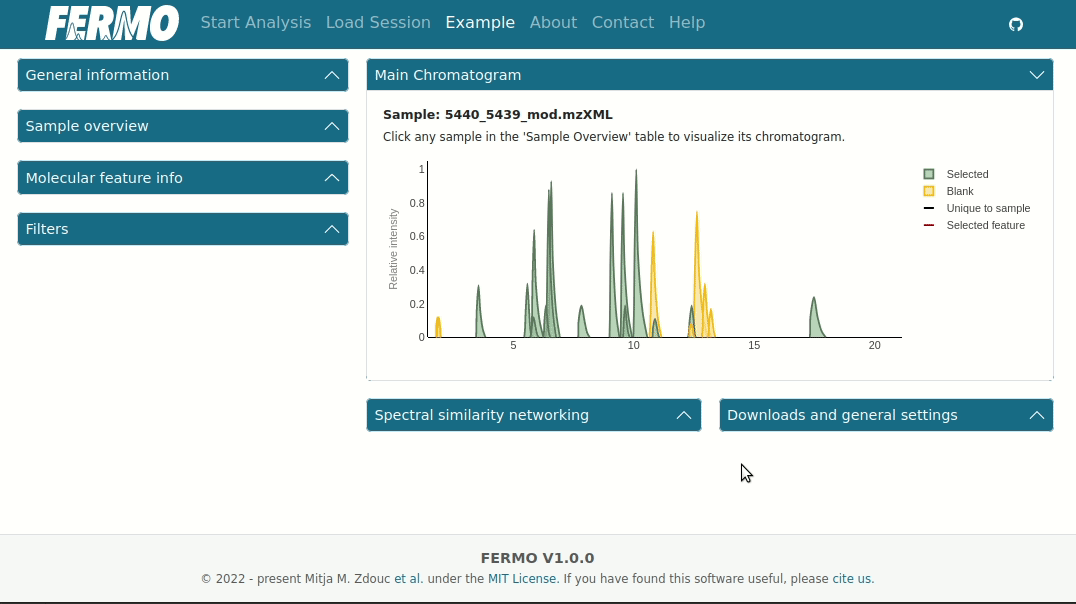 FERMO Start Analysis Load Session Example About Contact Help
General information
Sample overview
Molecular feature info
Filters
Main Chromatogram
Sample: 5440_5439_mod.mzXML
Click any sample in the 'Sample Overview' table to visualize its chromatogram.
1
0.8
0.6
0.4
0.2
0
Relative intensity
5 10 15 20
Selected
Blank
Unique to sample
Selected feature
Spectral similarity networking
Downloads and general settings
FERMO V1.0.0
© 2022 - present Mitja M. Zdouc et al. under the MIT License. If you have found this software useful, please cite us.